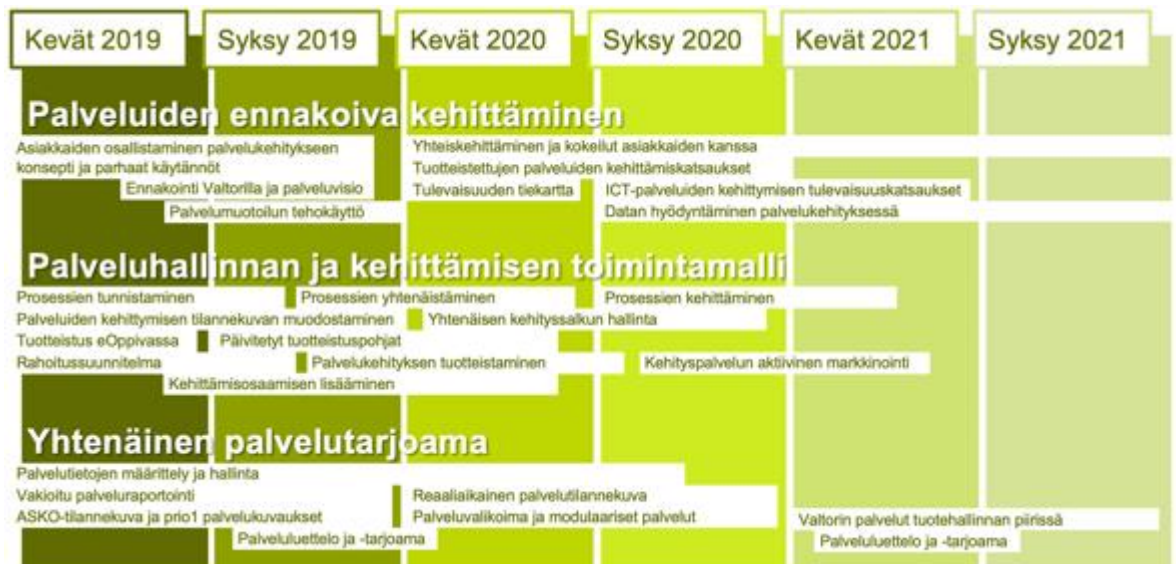 Kevät 2019 Syksy 2019 Kevät 2020 Syksy 2020 Kevät 2021 Syksy 2021
Palveluiden ennakoiva kehittäminen
Asiakkaiden osallistaminen palvelukehitykseen Yhteiskehittäminen ja kokeilut asiakkaiden kanssa
konsepti ja parhaat käytännöt Tuotteistettujen palveluiden kehittämiskatsaukset
Ennakointi Valtorilla ja palveluvisio Tulevaisuuden tiekartta ICT-palveluiden kehittymisen tulevaisuuskatsaukset
Palvelumuotoilun tehokäyttö Datan hyödyntäminen palvelukehityksessä
Palveluhallinnan ja kehittämisen toimintamalli
Prosessien tunnistaminen Prosessien yhtenäistäminen Prosessien kehittäminen
Palveluiden kehittymisen tilannekuvan muodostaminen Yhtenäisen kehityssalkun hallinta
Tuotteistus eOppivassa Päivitetyt tuotteistuspohjat
Rahoitussuunnitelma Palvelukehityksen tuotteistaminen Kehityspalvelun aktiivinen markkinointi
Kehittämisosaamisen lisääminen
Yhtenäinen palvelutarjoama
Palvelutietojen määrittely ja hallinta
Vakioitu palveluraportointi Reaaliaikainen palvelutilannekuva
ASKO-tilannekuva ja prio1 palvelukuvaukset Palveluvalikoima ja modulaariset palvelut Valtorin palvelut tuotehallinnan piirissä
Palveluluettelo ja -tarjoama Palveluluettelo ja -tarjoama